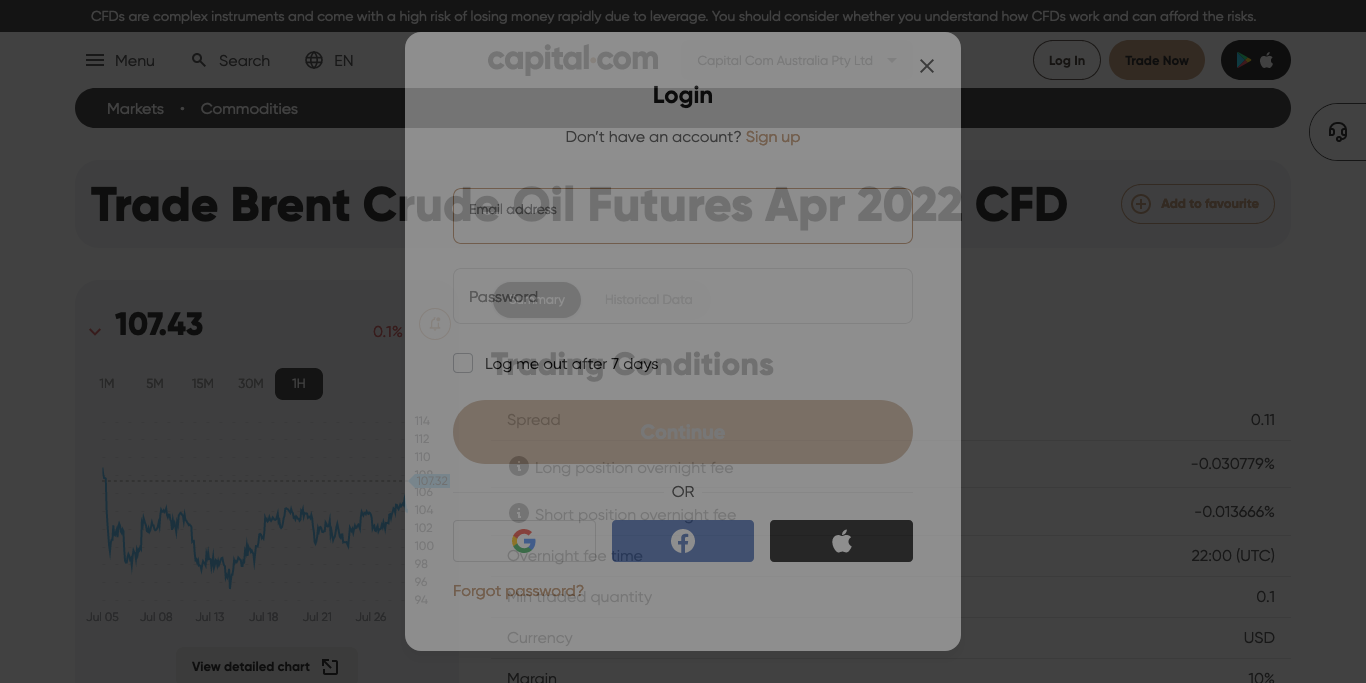 CFDs are complex instruments and come with a high risk of losing money rapidly due to leverage. You should consider whether you understand how CFDs work and can afford the risks.
Menu Search EN
capital.com
Capital Com Australia Pty Ltd
Log In Trade Now
Markets • Commodities
Login
Don't have an account? Sign up
Trade Brent Crude Oil Futures Apr 2022 CFD
Add to favourite
Email address
Password
Summary Historical Data
107.43
0.1%
1M 5M 15M 30M 1H
Log me out after 7 days
Trading Conditions
Continue
Spread 0.11
Long position overnight fee -0.030779%
OR
Short position overnight fee -0.013666%
Overnight fee time 22:00 (UTC)
Forgot password?
Min traded quantity 0.1
Currency USD
Margin 10%
114
112
110
108
107.32
106
104
102
100
98
96
94
Jul 05 Jul 08 Jul 13 Jul 18 Jul 21 Jul 26
View detailed chart